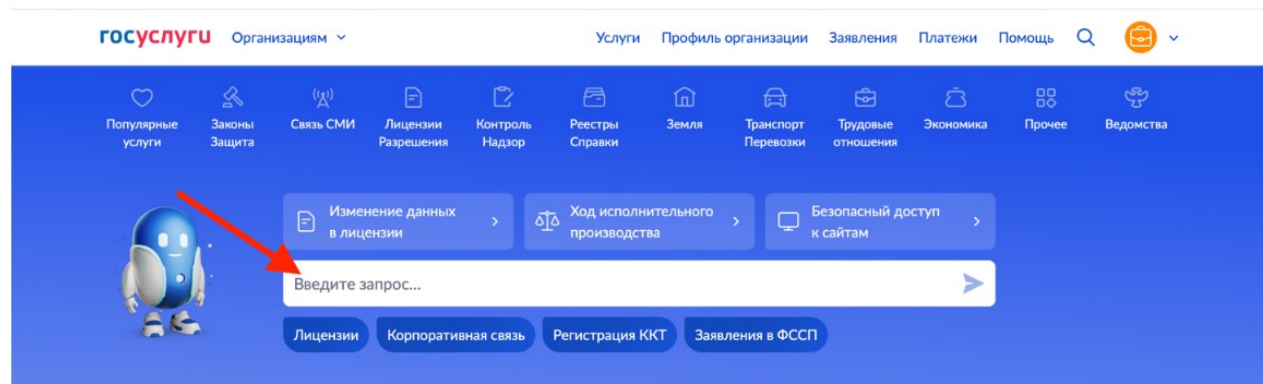 госуслуги Организациям Услуги Профиль организации Заявления Платежи Помощь
Популярные Законы Связь СМИ Лицензии Контроль Реестры Земля Транспорт Трудовые Экономика Прочее Ведомства
услуги Защита Разрешения Надзор Справки Перевозки отношения
Изменение данных Ход исполнительного Безопасный доступ
в лицензии производства к сайтам
Введите запрос...
Лицензии Корпоративная связь Регистрация ККТ Заявления в ФССП